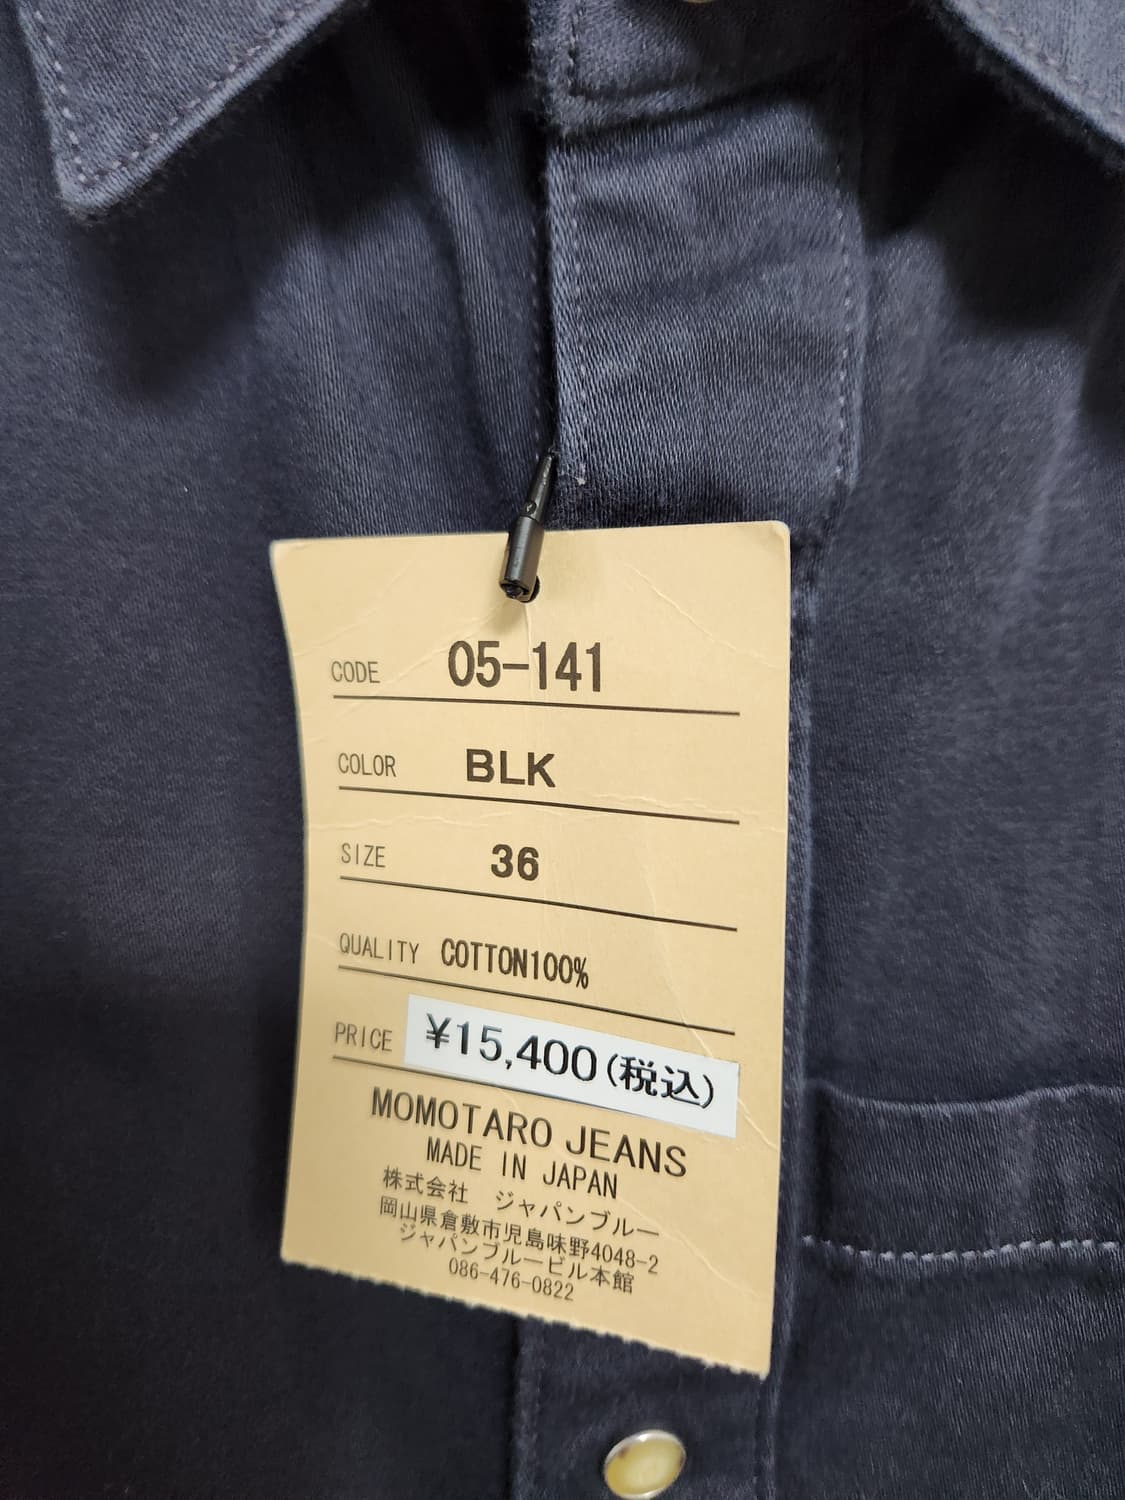 CODE 05-141
COLOR BLK
SIZE 36
QUALITY COTTON100%
PRICE ¥15,400(税込)
MOMOTARO JEANS
MADE IN JAPAN
株式会社 ジャパンブルー
岡山県倉敷市児島味野4048-2
ジャパンブルービル本館
086-476-0822